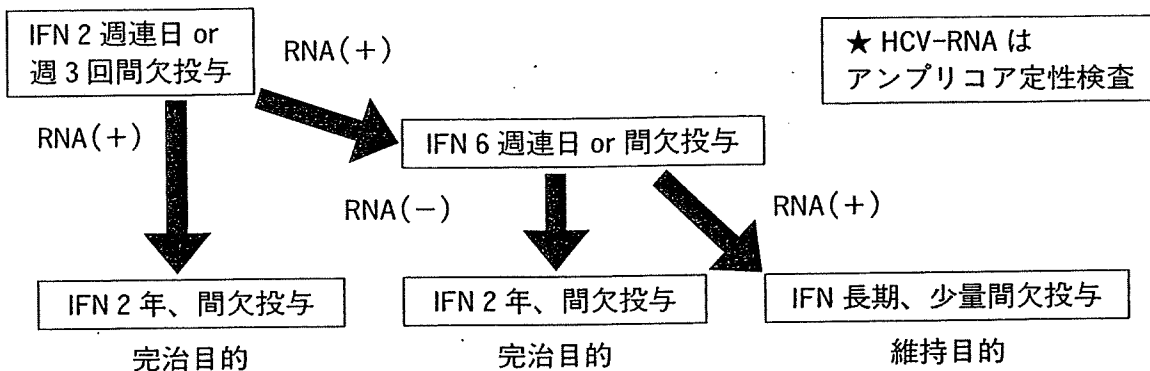 IFN 2 週連日 or
週 3 回間欠投与
RNA(+)
★ HCV-RNA は
アンプリコア定性検査
RNA(+)
IFN 6 週連日 or 間欠投与
RNA(-)
RNA(+)
IFN 2 年、間欠投与
IFN 2 年、間欠投与
IFN 長期、少量間欠投与
完治目的
完治目的
維持目的